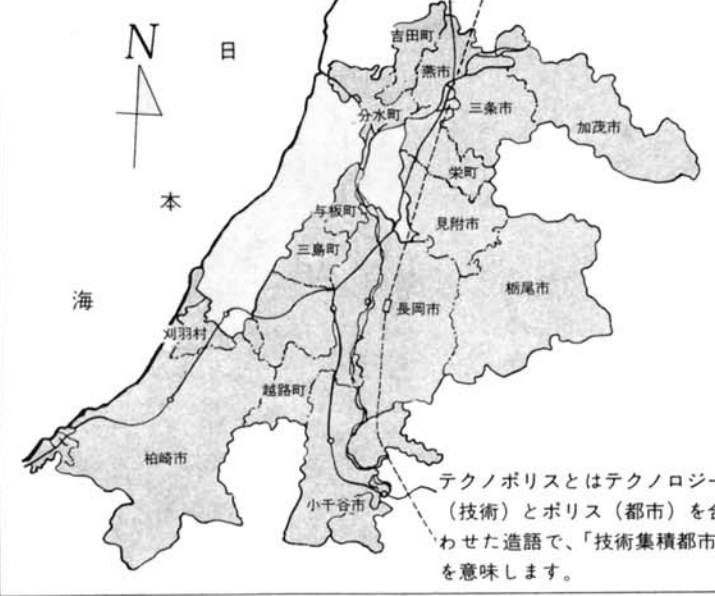 N
日
本
海
吉田町
燕市
分水町
三条市
加茂市
栄町
与板町
見附市
三島町
栃尾市
長岡市
刈羽村
越路町
柏崎市
小千谷市
テクノポリスとはテクノロジー
（技術）とポリス（都市）を合
わせた造語で、「技術集積都市
を意味します。